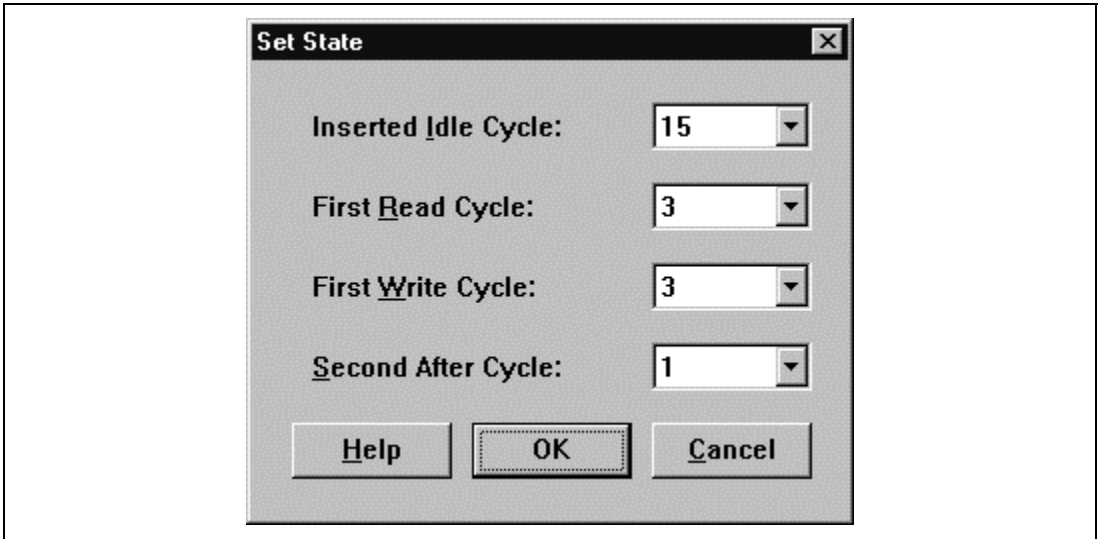 Set State
Inserted Idle Cycle: 15
First Read Cycle: 3
First Write Cycle: 3
Second After Cycle: 1
Help OK Cancel